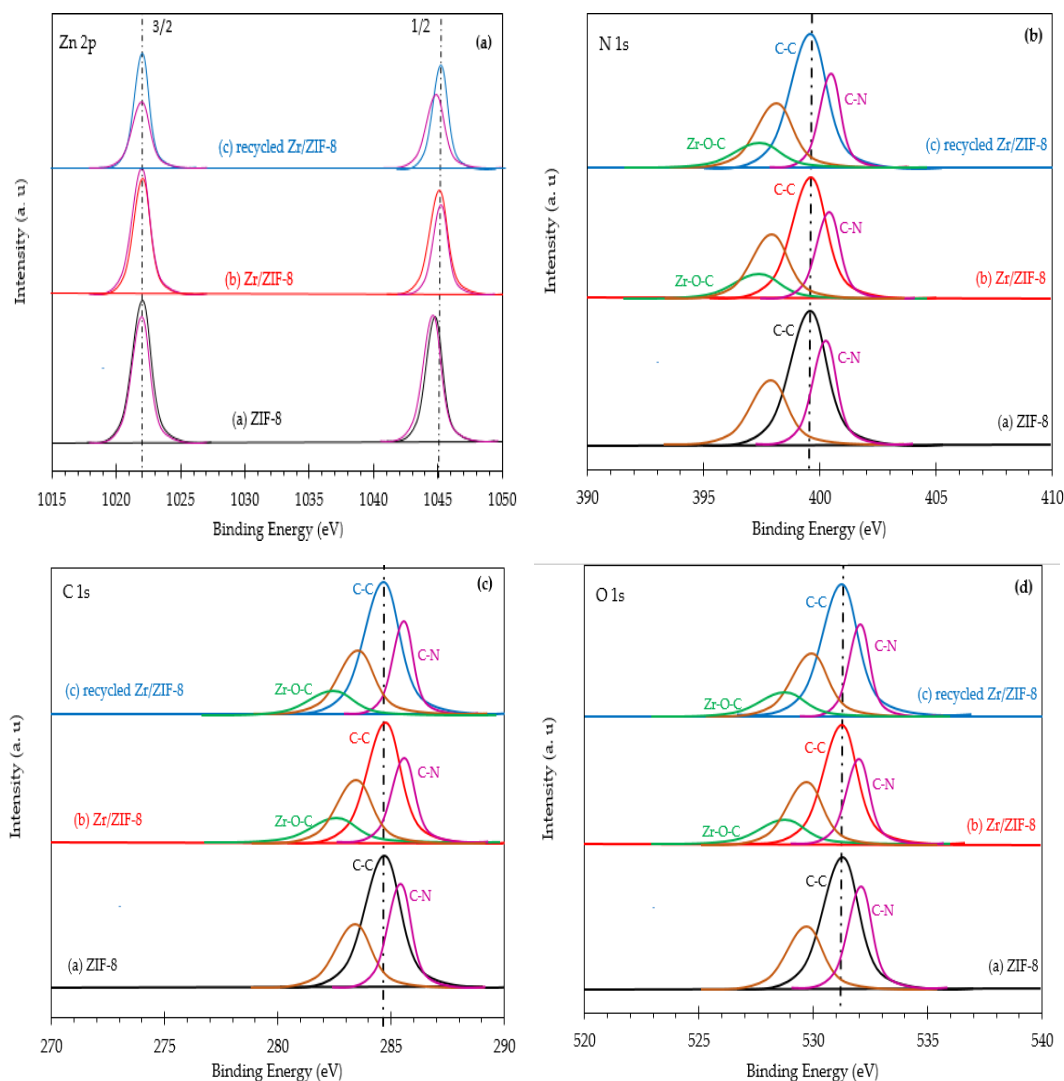 Zn 2p
3/2
1/2
(a)
(c) recycled Zr/ZIF-8
(b) Zr/ZIF-8
(a) ZIF-8
Intensity (a. u)
1015 1020 1025 1030 1035 1040 1045 1050
Binding Energy (eV)
N 1s
(b)
C-C
C-N
Zr-O-C
(c) recycled Zr/ZIF-8
C-C
C-N
Zr-O-C
(b) Zr/ZIF-8
C-C
C-N
(a) ZIF-8
Intensity (a. u)
390 395 400 405 410
Binding Energy (eV)
C 1s
(c)
C-C
C-N
(c) recycled Zr/ZIF-8
Zr-O-C
C-C
C-N
Zr-O-C
(b) Zr/ZIF-8
C-C
C-N
(a) ZIF-8
Intensity (a. u)
270 275 280 285 290
Binding Energy (eV)
O 1s
(d)
C-C
C-N
Zr-O-C
(c) recycled Zr/ZIF-8
C-C
C-N
Zr-O-C
(b) Zr/ZIF-8
C-C
C-N
(a) ZIF-8
Intensity (a. u)
520 525 530 535 540
Binding Energy (eV)